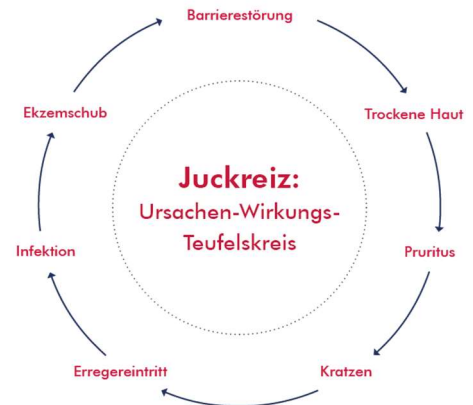 Barrierestörung
Trockene Haut
Pruritus
Kratzen
Erregereintritt
Infektion
Ekzemschub
Juckreiz:
Ursachen-Wirkungs-
Teufelskreis